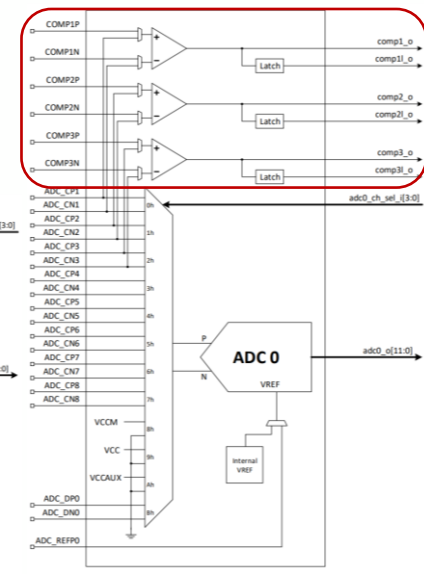 COMP1P
COMP1N
COMP2P
COMP2N
COMP3P
COMP3N
+
−
+
−
+
−
Latch
Latch
Latch
comp1_o
comp1l_o
comp2_o
comp2l_o
comp3_o
comp3l_o
ADC_CP1
ADC_CN1
ADC_CP2
ADC_CN2
ADC_CP3
ADC_CN3
ADC_CP4
ADC_CN4
ADC_CP5
ADC_CN5
ADC_CP6
ADC_CN6
ADC_CP7
ADC_CN7
ADC_CP8
ADC_CN8
VCCM
VCC
VCCAUX
ADC_DP0
ADC_DN0
ADC_REFP0
0h
1h
2h
3h
4h
5h
6h
7h
8h
9h
Ah
Bh
adc0_ch_sel_i[3:0]
P
N
ADC 0
VREF
adc0_o[11:0]
Internal
VREF
[3:0]